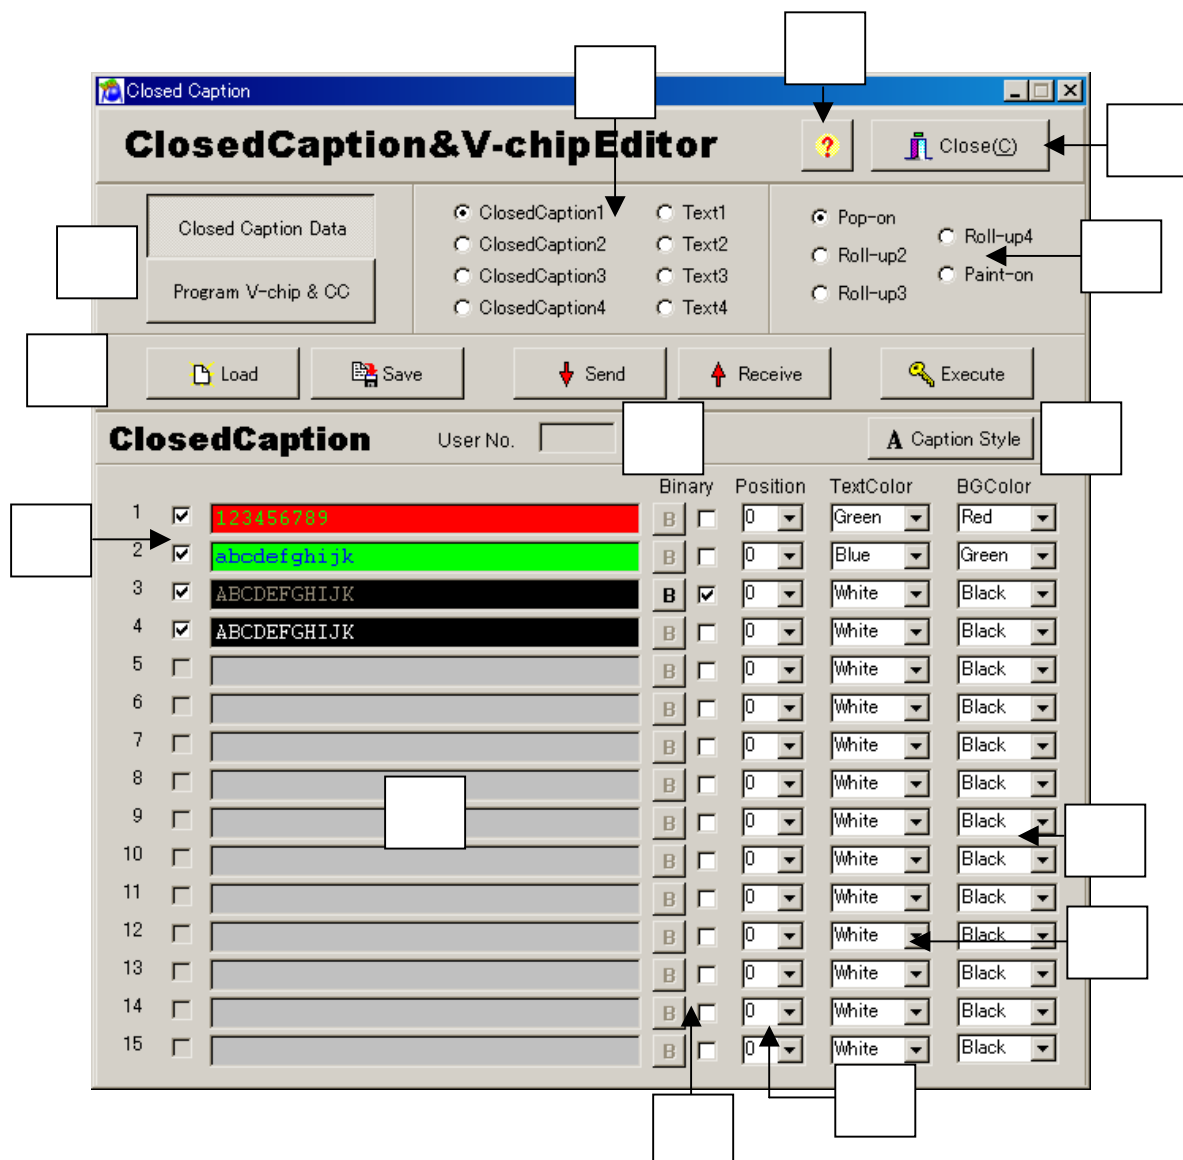 Closed Caption
ClosedCaption&V-chipEditor
?
Close(C)
Closed Caption Data
Program V-chip & CC
ClosedCaption1
ClosedCaption2
ClosedCaption3
ClosedCaption4
Text1
Text2
Text3
Text4
Pop-on
Roll-up2
Roll-up3
Roll-up4
Paint-on
Load
Save
Send
Receive
Execute
ClosedCaption
User No.
A Caption Style
Binary Position TextColor BGColor
1 123456789 B 0 Green Red
2 abcdefghijk B 0 Blue Green
3 ABCDEFGHIJK B 0 White Black
4 ABCDEFGHIJK B 0 White Black
5 B 0 White Black
6 B 0 White Black
7 B 0 White Black
8 B 0 White Black
9 B 0 White Black
10 B 0 White Black
11 B 0 White Black
12 B 0 White Black
13 B 0 White Black
14 B 0 White Black
15 B 0 White Black